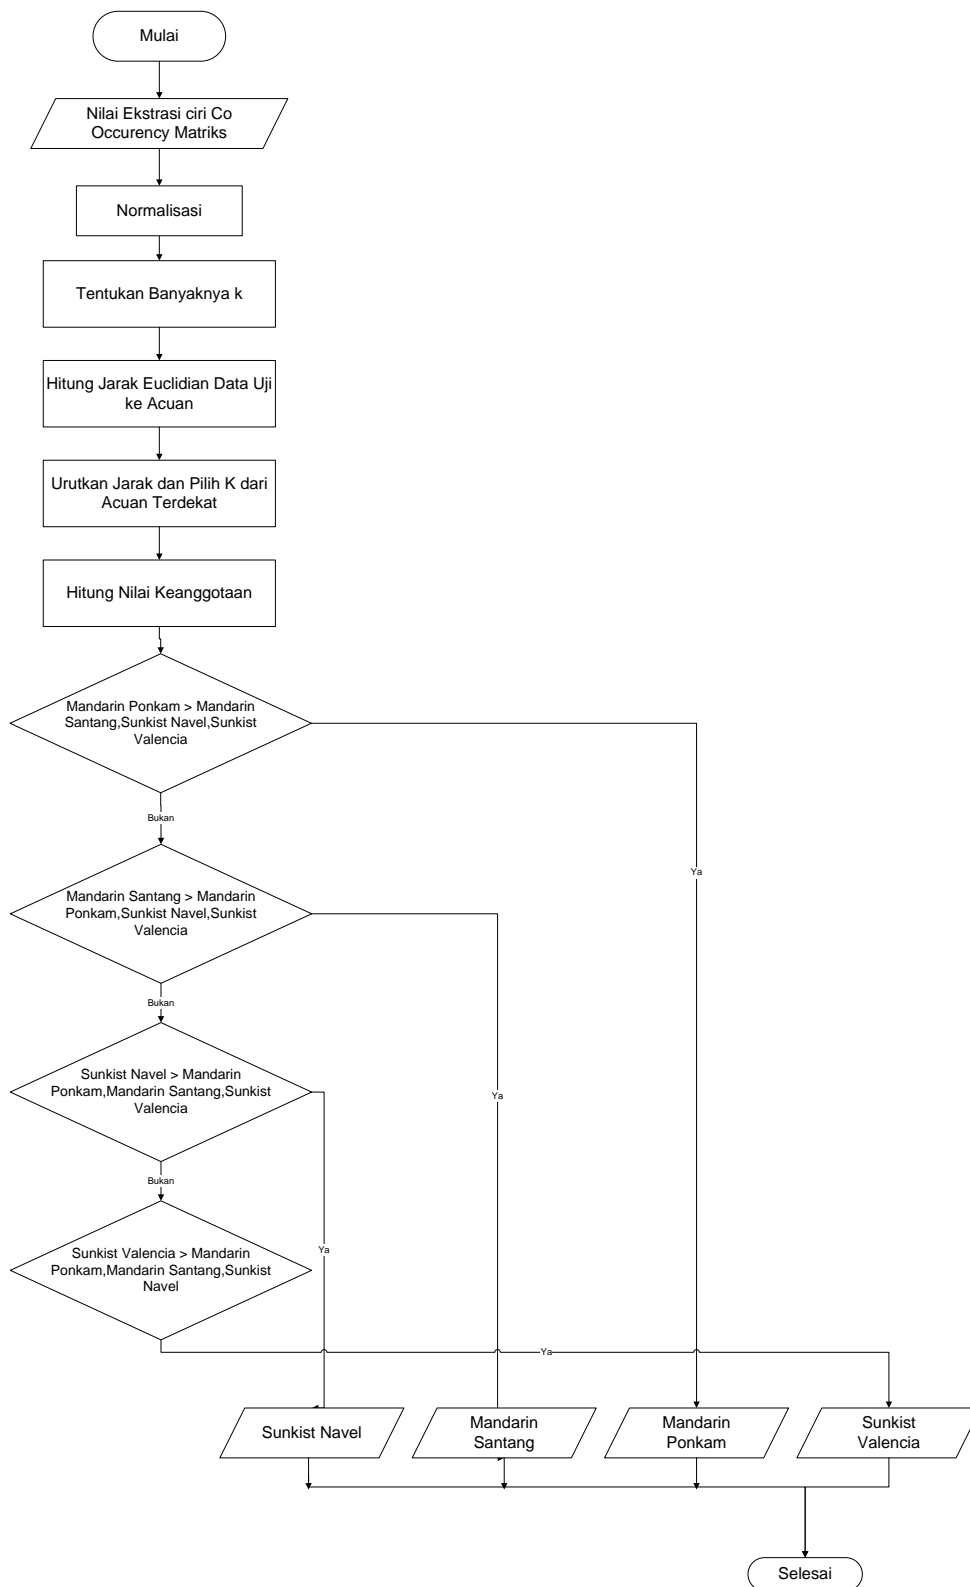 Mulai
Nilai Ekstrasi ciri Co
Occurency Matriks
Normalisasi
Tentukan Banyaknya k
Hitung Jarak Euclidian Data Uji
ke Acuan
Urutkan Jarak dan Pilih K dari
Acuan Terdekat
Hitung Nilai Keanggotaan
Mandarin Ponkam > Mandarin
Santang,Sunkist Navel,Sunkist
Valencia
Bukan
Ya
Mandarin Santang > Mandarin
Ponkam,Sunkist Navel,Sunkist
Valencia
Bukan
Ya
Sunkist Navel > Mandarin
Ponkam,Mandarin Santang,Sunkist
Valencia
Bukan
Ya
Sunkist Valencia > Mandarin
Ponkam,Mandarin Santang,Sunkist
Navel
Ya
Sunkist Navel
Mandarin
Santang
Mandarin
Ponkam
Sunkist
Valencia
Selesai